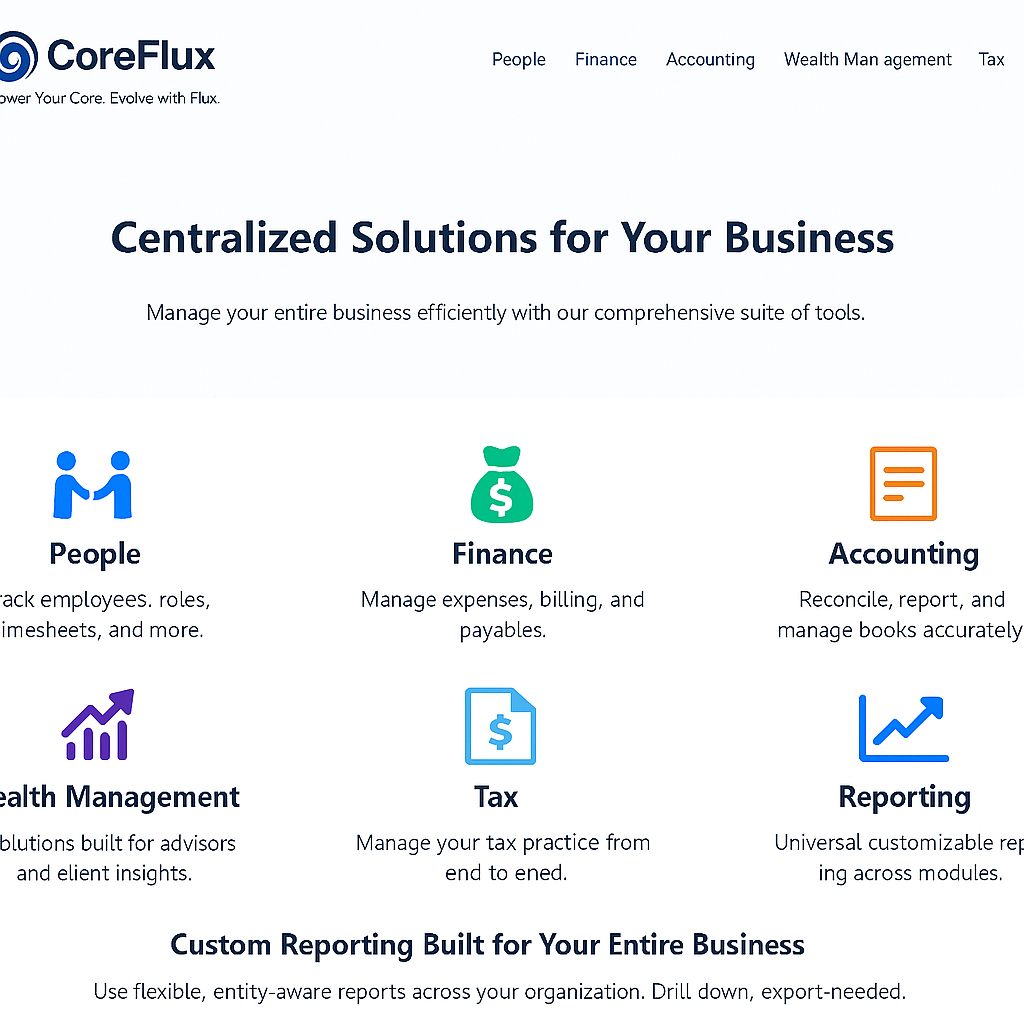 CoreFlux
ower Your Core. Evolve with Flux.
People Finance Accounting Wealth Man agement Tax
Centralized Solutions for Your Business
Manage your entire business efficiently with our comprehensive suite of tools.
People
rack employees. roles,
imesheets, and more.
Finance
Manage expenses, billing, and
payables.
Accounting
Reconcile, report, and
manage books accurately
ealth Management
olutions built for advisors
and elient insights.
Tax
Manage your tax practice from
end to ened.
Reporting
Universal customizable rep
ing across modules.
Custom Reporting Built for Your Entire Business
Use flexible, entity-aware reports across your organization. Drill down, export-needed.